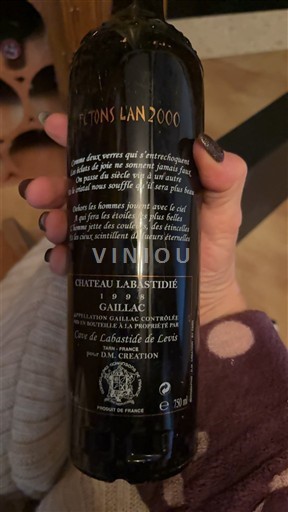 FÊTONS L'AN 2000
Comme deux verres qui s'entrechoquent
Les éclats de joie ne sonnent jamais faux,
On passe du siècle vin à un autre
le cristal nous souffle qu'il sera plus beau
Dehors les hommes jouent avec le ciel
A qui fera les étoiles les plus belles
L'homme jette des couleurs, des étincelles
Et les cieux scintillent de lueurs éternelles
VINIOU
CHATEAU LABASTIDIÉ
1998
GAILLAC
APPELLATION GAILLAC CONTRÔLÉE
MIS EN BOUTEILLE À LA PROPRIÉTÉ PAR
Cave de Labastide de Levis
TARN - FRANCE
pour D.M. CREATION
PRODUIT DE FRANCE
750 ml